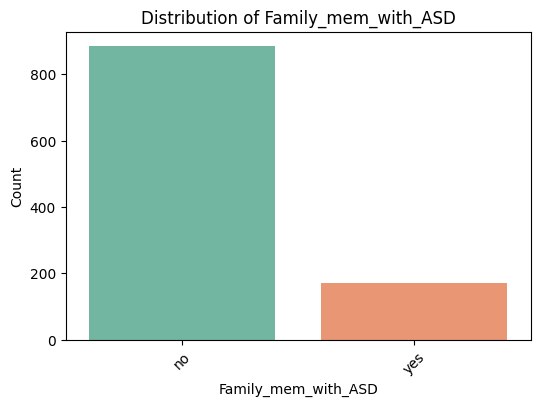 Distribution of Family_mem_with_ASD
Count
800
600
400
200
0
no
yes
Family_mem_with_ASD